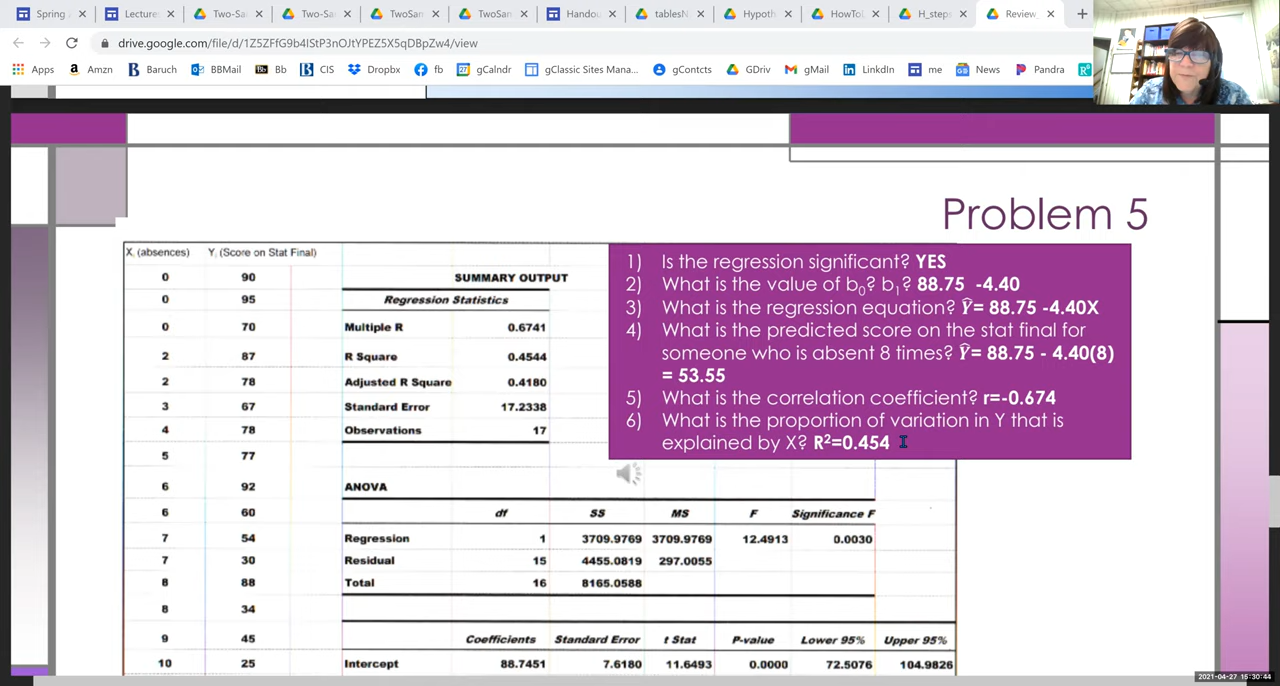 Spring
Lecture
Two-Sa
Two-Sa
TwoSan
TwoSan
Handou
tablesN
Hypoth
HowTol
H_steps
Review
drive.google.com/file/d/1Z5ZFfG9b4IStP3nOJtYPEZ5X5qDBpZw4/view
Apps
Amzn
Baruch
BBMail
Bb
CIS
Dropbx
fb
gCalndr
gClassic Sites Mana...
gContcts
GDriv
gMail
LinkdIn
me
News
Pandra
Problem 5
1) Is the regression significant? YES
2) What is the value of b₀? b₁? 88.75 -4.40
3) What is the regression equation? Ŷ= 88.75 -4.40X
4) What is the predicted score on the stat final for
someone who is absent 8 times? Ŷ= 88.75 - 4.40(8)
= 53.55
5) What is the correlation coefficient? r=-0.674
6) What is the proportion of variation in Y that is
explained by X? R²=0.454
X, (absences) Y, (Score on Stat Final)
0 90 SUMMARY OUTPUT
0 95 Regression Statistics
0 70 Multiple R 0.6741
2 87 R Square 0.4544
2 78 Adjusted R Square 0.4180
3 67 Standard Error 17.2338
4 78 Observations 17
5 77
6 92 ANOVA
6 60 df SS MS F Significance F
7 54 Regression 1 3709.9769 3709.9769 12.4913 0.0030
7 30 Residual 15 4455.0819 297.0055
8 88 Total 16 8165.0588
8 34
9 45 Coefficients Standard Error t Stat P-value Lower 95% Upper 95%
10 25 Intercept 88.7451 7.6180 11.6493 0.0000 72.5076 104.9826
2021-04-27 15:30:44